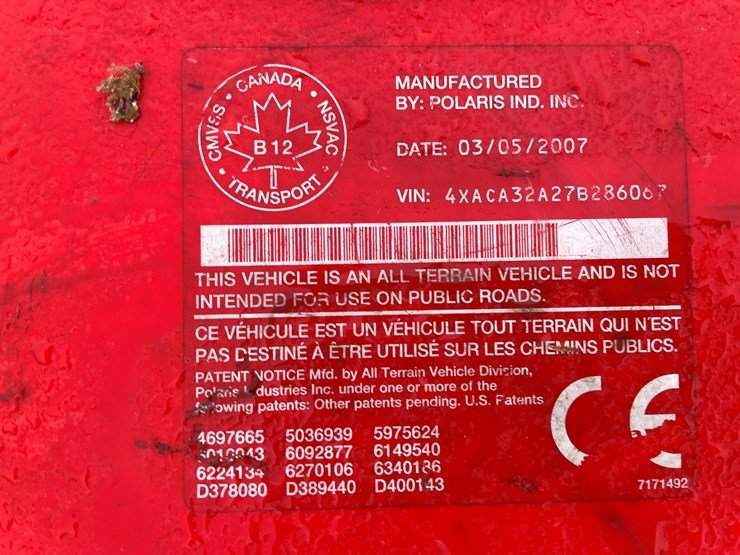 CANADA
CMVSS • NSVAC
B 12
TRANSPORT
MANUFACTURED
BY: POLARIS IND. INC.
DATE: 03/05/2007
VIN: 4XACA32A27B286067
THIS VEHICLE IS AN ALL TERRAIN VEHICLE AND IS NOT
INTENDED FOR USE ON PUBLIC ROADS.
CE VÉHICULE EST UN VÉHICULE TOUT TERRAIN QUI N'EST
PAS DESTINÉ À ÊTRE UTILISÉ SUR LES CHEMINS PUBLICS.
PATENT NOTICE Mfd. by All Terrain Vehicle Division,
Polaris Industries Inc. under one or more of the
following patents: Other patents pending. U.S. Patents
4697665 5036939 5975624
6092877 6149540
6224134 6270106 6340186
D378080 D389440 D400143
CE
7171492